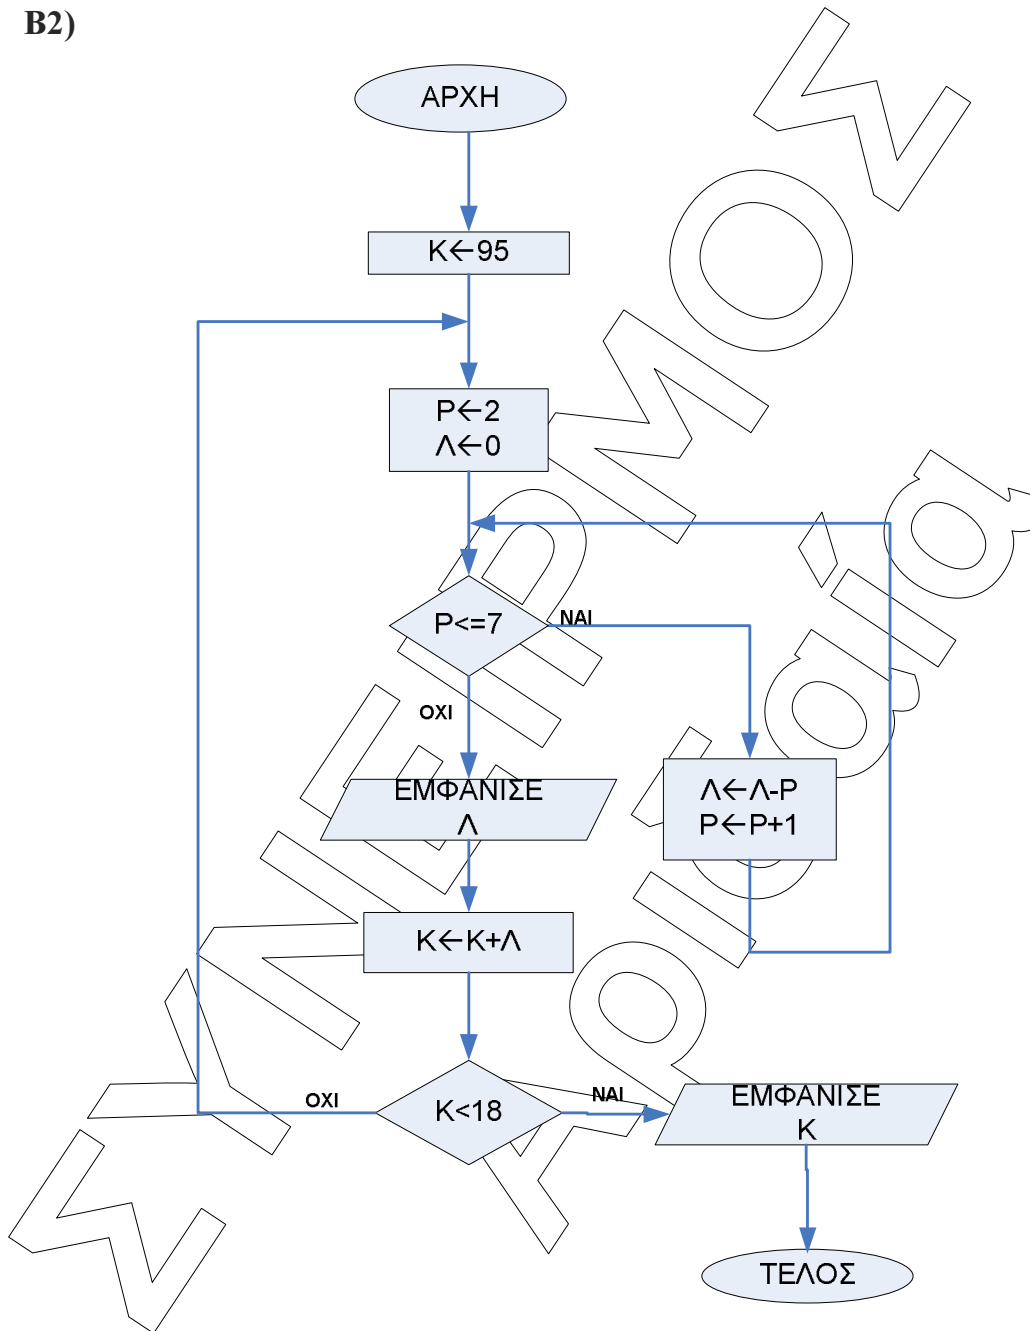 B2)
ΑΡΧΗ
Κ←95
Ρ←2
Λ←0
Ρ<=7
ΝΑΙ
ΟΧΙ
ΕΜΦΑΝΙΣΕ
Λ
Λ←Λ-Ρ
Ρ←Ρ+1
Κ←Κ+Λ
Κ<18
ΟΧΙ
ΝΑΙ
ΕΜΦΑΝΙΣΕ
Κ
ΤΕΛΟΣ